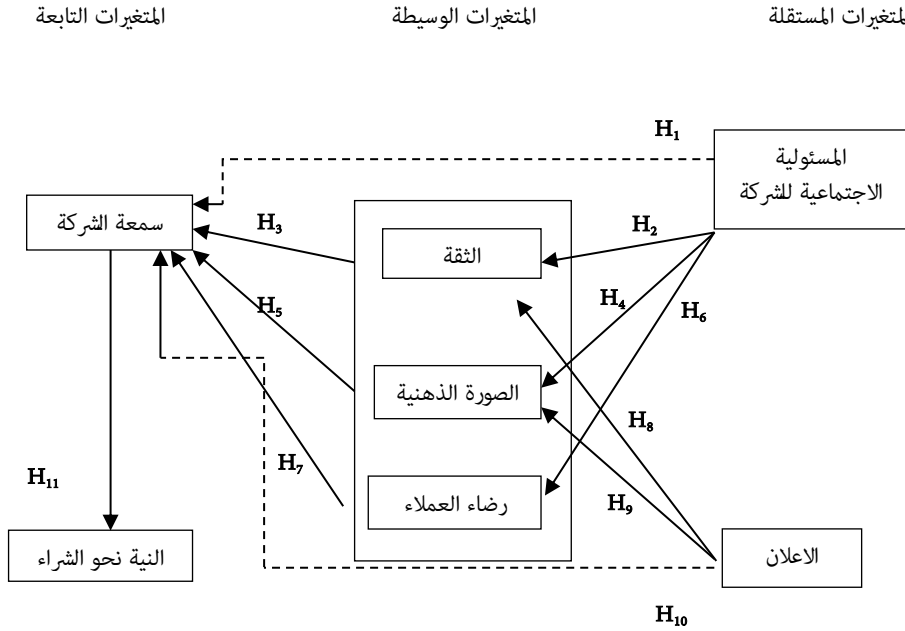 المتغيرات المستقلة
المتغيرات الوسيطة
المتغيرات التابعة
H₁
المسئولية
الاجتماعية للشركة
سمعة الشركة
H₃
H₂
الثقة
H₅
H₄
H₆
الصورة الذهنية
H₈
H₇
H₁₁
رضاء العملاء
H₉
الاعلان
النية نحو الشراء
H₁₀